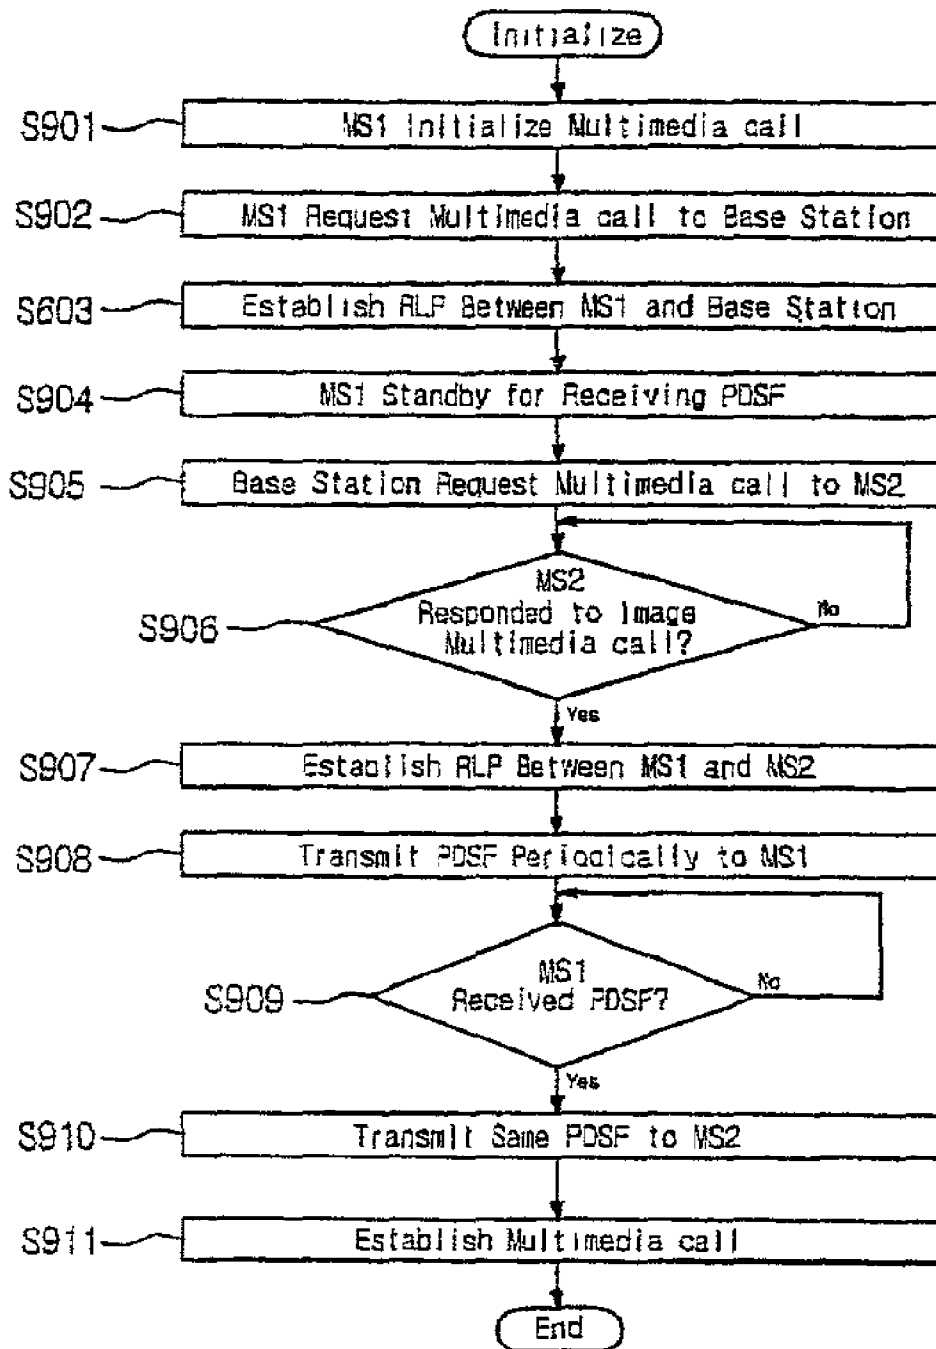 Initialize
S901
MS1 Initialize Multimedia call
S902
MS1 Request Multimedia call to Base Station
S603
Establish RLP Between MS1 and Base Station
S904
MS1 Standby for Receiving PDSF
S905
Base Station Request Multimedia call to MS2
S906
MS2
Responded to Image
Multimedia call?
No
Yes
S907
Establish RLP Between MS1 and MS2
S908
Transmit PDSF Periodically to MS1
S909
MS1
Received PDSF?
No
Yes
S910
Transmit Same PDSF to MS2
S911
Establish Multimedia call
End